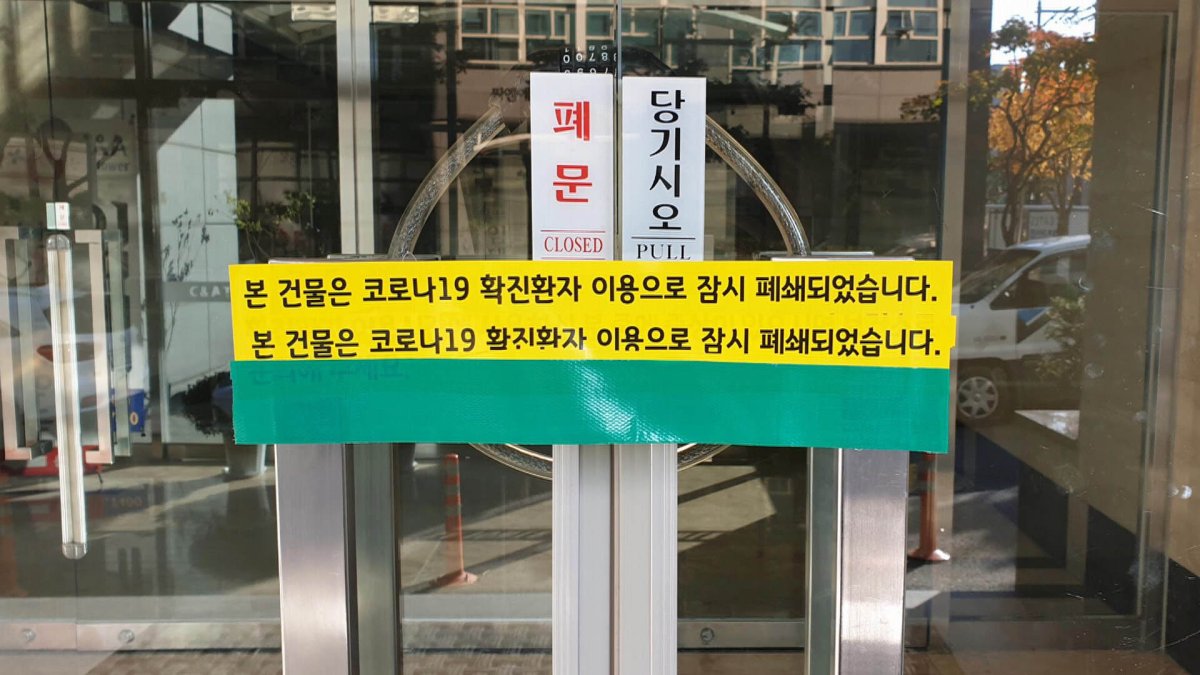 폐문
CLOSED
당기시오
PULL
본 건물은 코로나19 확진환자 이용으로 잠시 폐쇄되었습니다.
본 건물은 코로나19 확진환자 이용으로 잠시 폐쇄되었습니다.